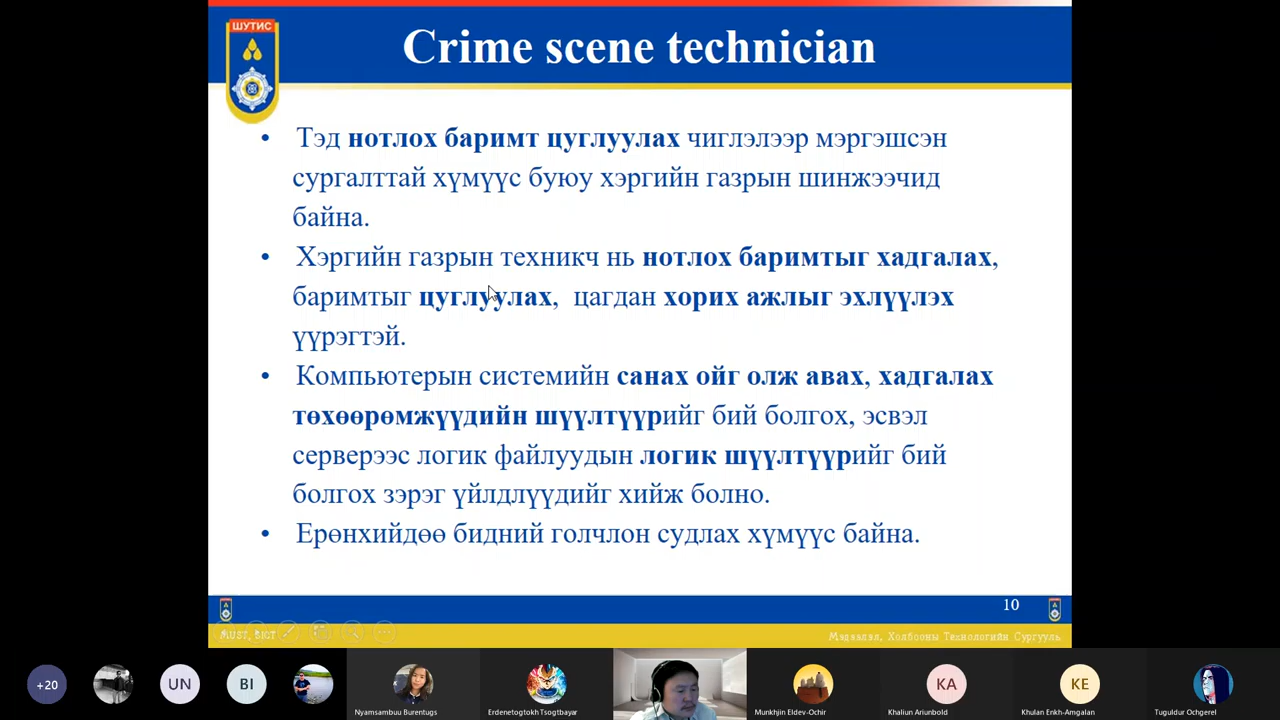 ШУТИС
Crime scene technician
• Тэд нотлох баримт цуглуулах чиглэлээр мэргэшсэн
сургалттай хүмүүс буюу хэргийн газрын шинжээчид
байна.
• Хэргийн газрын техникч нь нотлох баримтыг хадгалах,
баримтыг цуглуулах, цагдан хорих ажлыг эхлүүлэх
үүрэгтэй.
• Компьютерын системийн санах ойг олж авах, хадгалах
төхөөрөмжүүдийн шүүлтүүрийг бий болгох, эсвэл
серверээс логик файлуудын логик шүүлтүүрийг бий
болгох зэрэг үйлдлүүдийг хийж болно.
• Ерөнхийдөө бидний голчлон судлах хүмүүс байна.
10
Мэдээлэл, Холбооны Технологийн Сургууль
+20
UN
BI
KA
KE
Nyamsambuu Burentugs
Erdenetogtokh Tsogtbayar
Munkhjin Eldev-Ochir
Khaliun Ariunbold
Khulan Enkh-Amgalan
Tuguldur Ochgerel